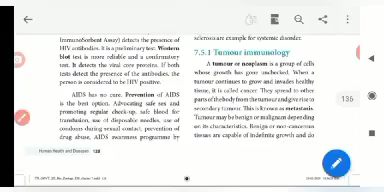 ImmunoSorbent Assay) detects the presence of
HIV antibodies. It is a preliminary test. Western
blot test is more reliable and a confirmatory
test. It detects the viral core proteins. If both
tests detect the presence of the antibodies, the
person is considered to be HIV positive.
AIDS has no cure. Prevention of AIDS
is the best option. Advocating safe sex and
promoting regular check-up, safe blood for
transfusion, use of disposable needles, use of
condoms during sexual contact, prevention of
drug abuse, AIDS awareness programme by
Human Health and Diseases 128
sclerosis are example for systemic disorder.
7.5.1 Tumour immunology
A tumour or neoplasm is a group of cells
whose growth has gone unchecked. When a
tumour continues to grow and invades healthy
tissue, it is called cancer. They spread to other
parts of the body from the tumour and give rise to
secondary tumour. This is known as metastasis.
Tumour may be benign or malignant depending
on its characteristics. Benign or non-cancerous
tissues are capable of indefinite growth and do
136